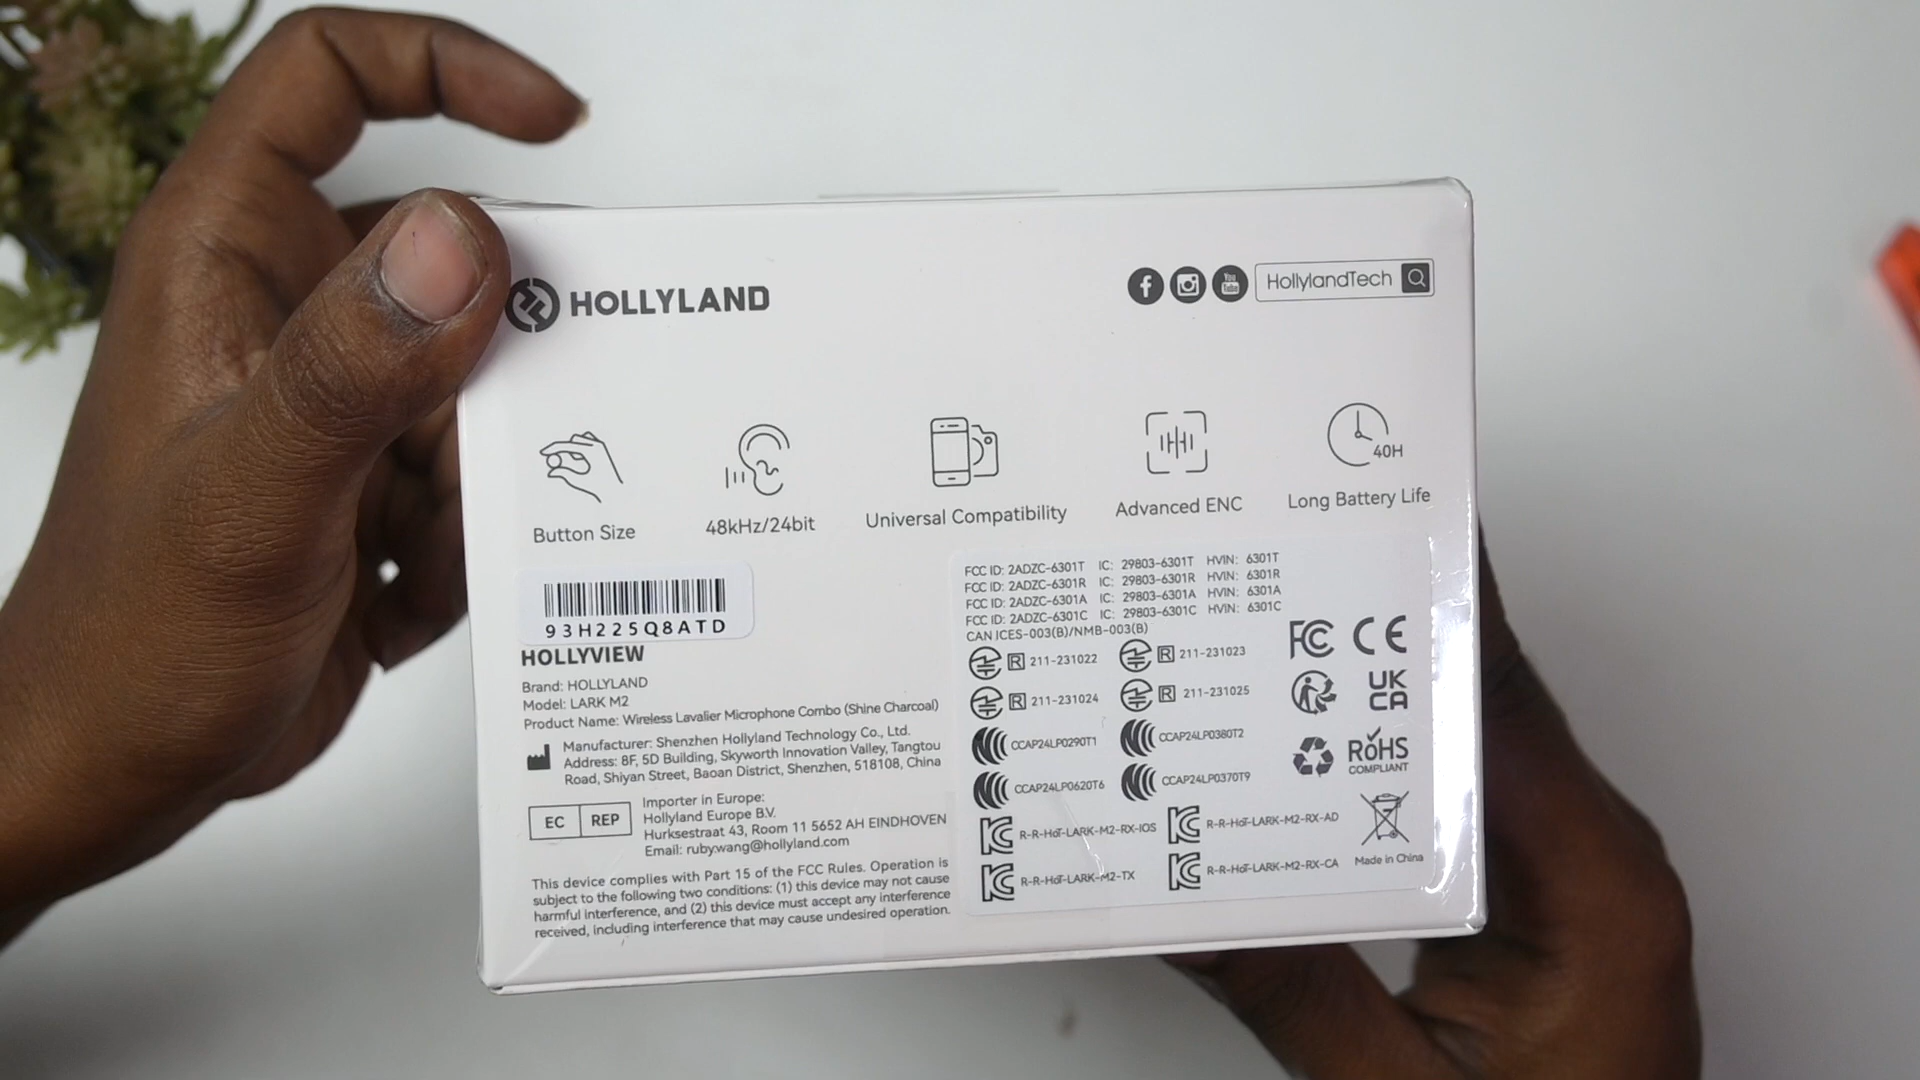 HOLLYLAND
You
Tube
HollylandTech
40H
Button Size
48kHz/24bit
Universal Compatibility
Advanced ENC
Long Battery Life
93H225Q8ATD
HOLLYVIEW
Brand: HOLLYLAND
Model: LARK M2
Product Name: Wireless Lavalier Microphone Combo (Shine Charcoal)
Manufacturer: Shenzhen Hollyland Technology Co., Ltd.
Address: 8F, 5D Building, Skyworth Innovation Valley, Tangtou
Road, Shiyan Street, Baoan District, Shenzhen, 518108, China
EC REP
Importer in Europe:
Hollyland Europe B.V.
Hurksestraat 43, Room 11 5652 AH EINDHOVEN
Email: ruby.wang@hollyland.com
This device complies with Part 15 of the FCC Rules. Operation is
subject to the following two conditions: (1) this device may not cause
harmful interference, and (2) this device must accept any interference
received, including interference that may cause undesired operation.
FCC ID: 2ADZC-6301T IC: 29803-6301T HVIN: 6301T
FCC ID: 2ADZC-6301R IC: 29803-6301R HVIN: 6301R
FCC ID: 2ADZC-6301A IC: 29803-6301A HVIN: 6301A
FCC ID: 2ADZC-6301C IC: 29803-6301C HVIN: 6301C
CAN ICES-003(B)/NMB-003(B)
R 211-231022 R 211-231023
R 211-231024 R 211-231025
CCAP24LP0290T1 CCAP24LP0380T2
CCAP24LP0620T6 CCAP24LP0370T9
R-R-HoT-LARK-M2-RX-IOS R-R-HoT-LARK-M2-RX-AD
R-R-HoT-LARK-M2-TX R-R-HoT-LARK-M2-RX-CA
FC CE
UK
CA
RoHS
COMPLIANT
Made in China